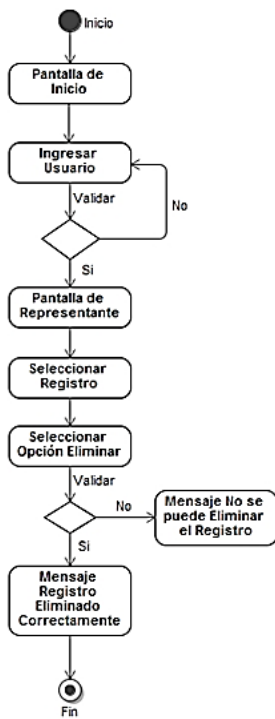 Inicio
Pantalla de
Inicio
Ingresar
Usuario
Validar
No
Si
Pantalla de
Representante
Seleccionar
Registro
Seleccionar
Opción Eliminar
Validar
No
Mensaje No se
puede Eliminar
el Registro
Si
Mensaje
Registro
Eliminado
Correctamente
Fin